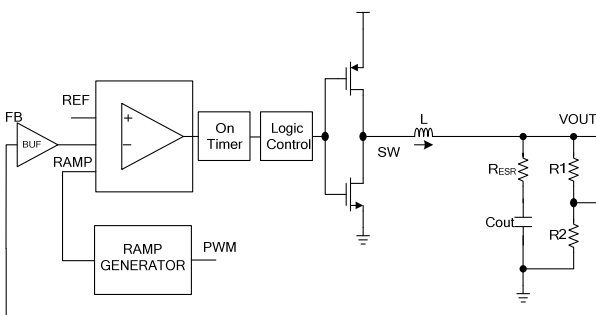 REF
FB
BUF
RAMP
+
−
On
Timer
Logic
Control
SW
L
VOUT
RESR
R1
Cout
R2
RAMP
GENERATOR
PWM